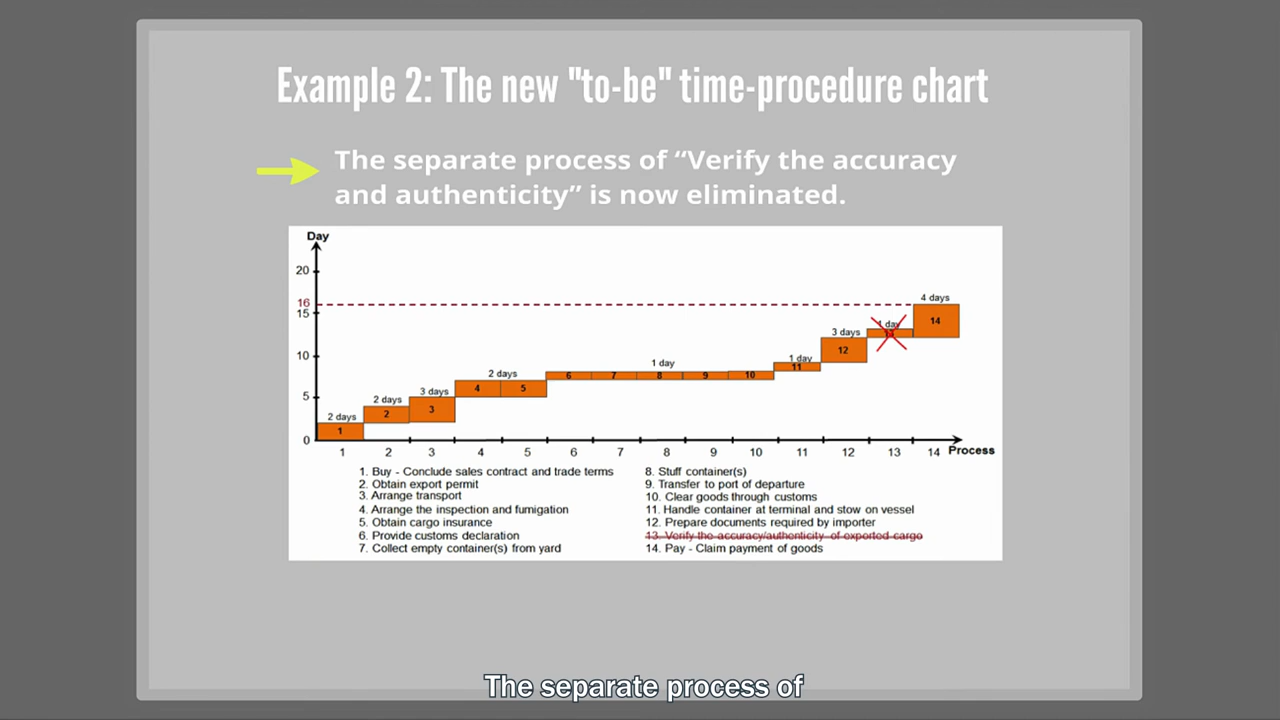 Example 2: The new "to-be" time-procedure chart
The separate process of “Verify the accuracy
and authenticity” is now eliminated.
Day
20
16
15
10
5
0
2 days
1
2 days
2
3 days
3
2 days
4
5
1 day
6
7
8
9
10
1 day
11
3 days
12
1 day
13
4 days
14
1 2 3 4 5 6 7 8 9 10 11 12 13 14 Process
1. Buy - Conclude sales contract and trade terms
2. Obtain export permit
3. Arrange transport
4. Arrange the inspection and fumigation
5. Obtain cargo insurance
6. Provide customs declaration
7. Collect empty container(s) from yard
8. Stuff container(s)
9. Transfer to port of departure
10. Clear goods through customs
11. Handle container at terminal and stow on vessel
12. Prepare documents required by importer
13. Verify the accuracy/authenticity of exported cargo
14. Pay - Claim payment of goods
The separate process of